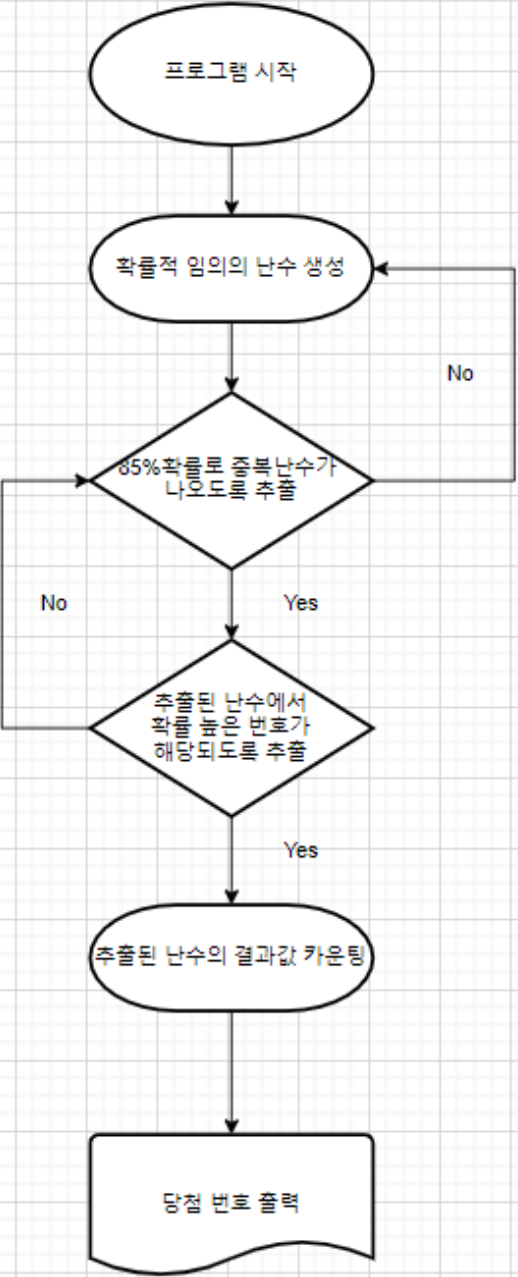 프로그램 시작
확률적 임의의 난수 생성
No
85%확률로 중복난수가
나오도록 추출
No
Yes
추출된 난수에서
확률 높은 번호가
해당되도록 추출
Yes
추출된 난수의 결과값 카운팅
당첨 번호 출력